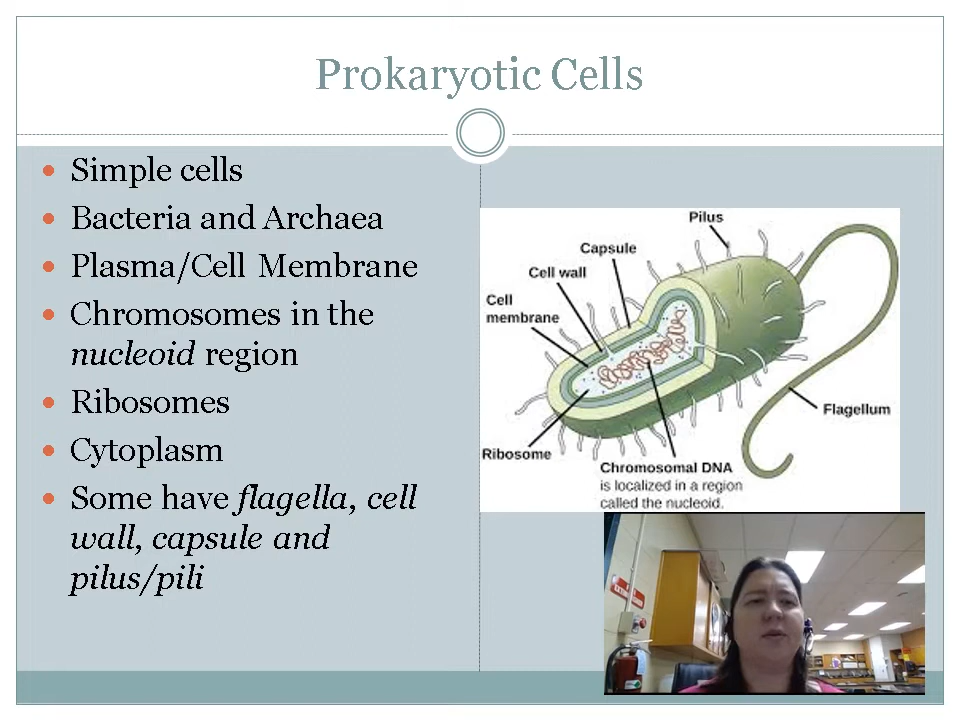 Prokaryotic Cells
Simple cells
Bacteria and Archaea
Plasma/Cell Membrane
Chromosomes in the
nucleoid region
Ribosomes
Cytoplasm
Some have flagella, cell
wall, capsule and
pilus/pili
Pilus
Capsule
Cell wall
Cell
membrane
Flagellum
Ribosome
Chromosomal DNA
is localized in a region
called the nucleoid.